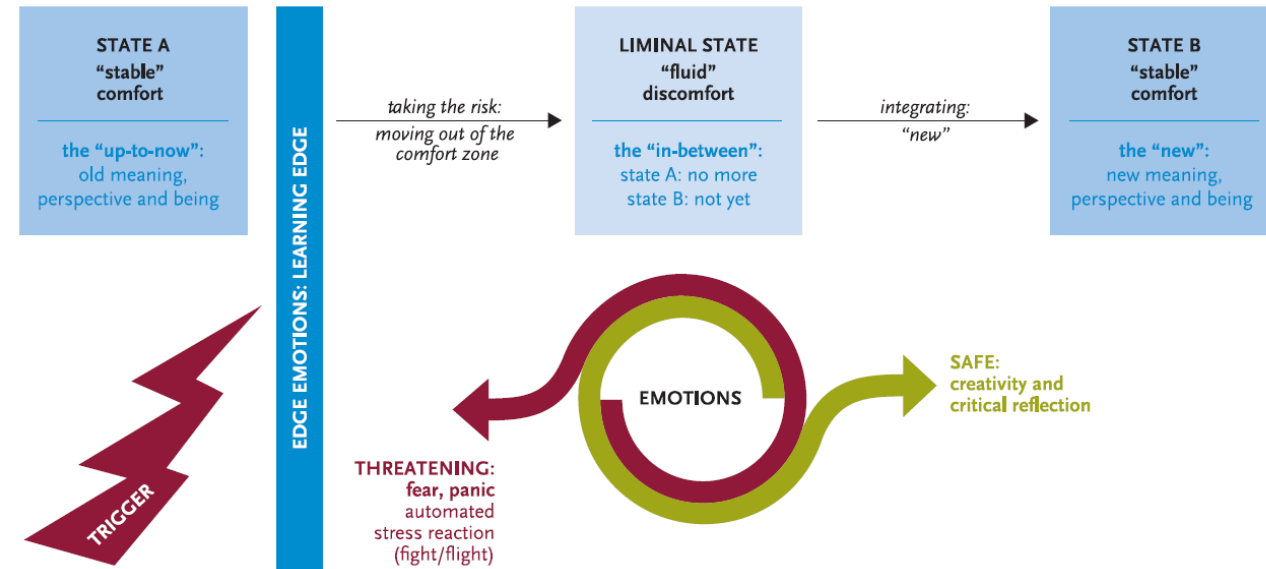 STATE A
“stable”
comfort
the “up-to-now”:
old meaning,
perspective and being
EDGE EMOTIONS: LEARNING EDGE
taking the risk:
moving out of the
comfort zone
LIMINAL STATE
“fluid”
discomfort
the “in-between”:
state A: no more
state B: not yet
integrating:
“new”
STATE B
“stable”
comfort
the “new”:
new meaning,
perspective and being
TRIGGER
THREATENING:
fear, panic
automated
stress reaction
(fight/flight)
EMOTIONS
SAFE:
creativity and
critical reflection